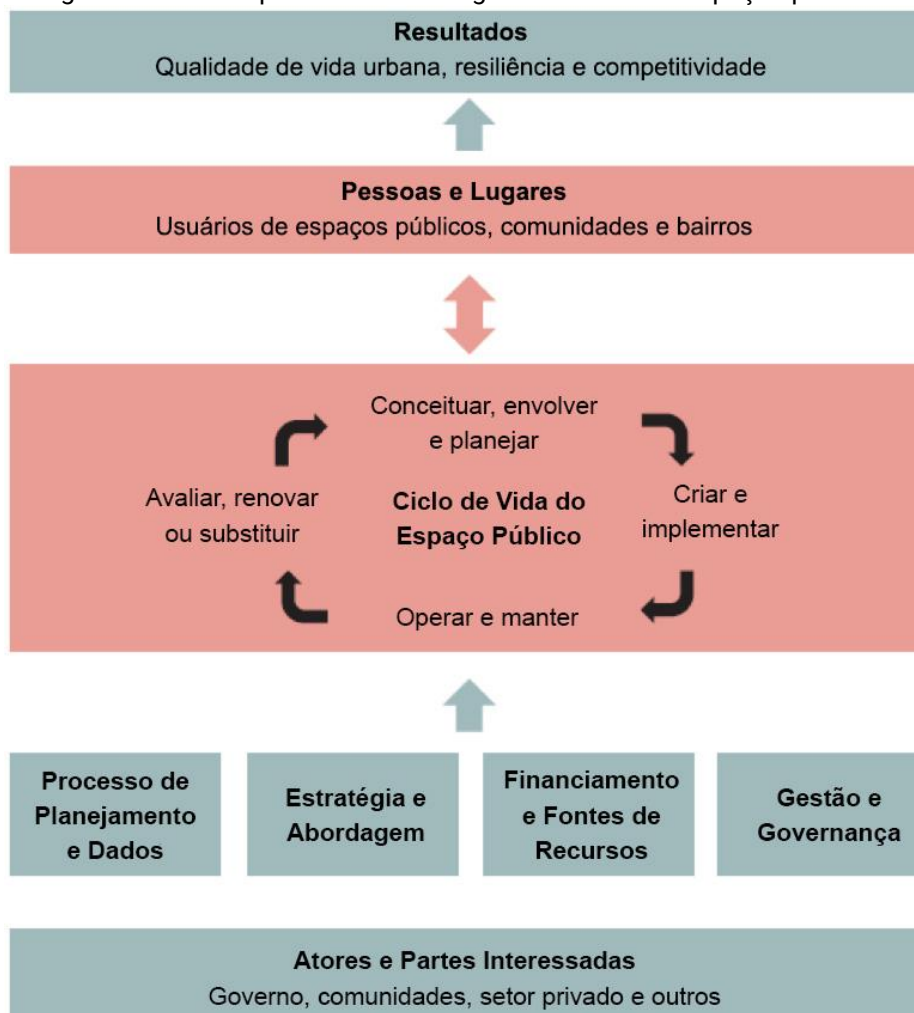 Resultados
Qualidade de vida urbana, resiliência e competitividade
Pessoas e Lugares
Usuários de espaços públicos, comunidades e bairros
Conceituar, envolver
e planejar
Avaliar, renovar
ou substituir
Ciclo de Vida do
Espaço Público
Criar e
implementar
Operar e manter
Processo de
Planejamento
e Dados
Estratégia e
Abordagem
Financiamento
e Fontes de
Recursos
Gestão e
Governança
Atores e Partes Interessadas
Governo, comunidades, setor privado e outros